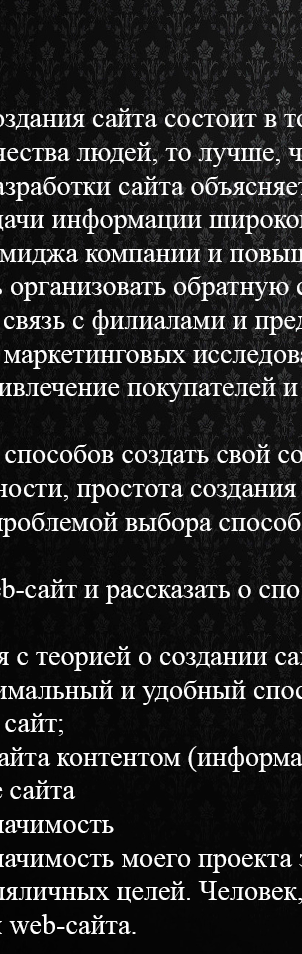 оздания сайта состоит в то
чества людей, то лучше, ч
азработки сайта объясняет
дачи информации широко
миджа компании и повыш
ь организовать обратную с
связь с филиалами и пред
маркетинговых исследова
ивлечение покупателей и
способов создать свой со
ности, простота создания
проблемой выбора способ
eb-сайт и рассказать о спо
я с теорией о создании са
имальный и удобный спос
сайт;
айта контентом (информа
е сайта
начимость
начимость моего проекта з
ляличных целей. Человек,
и web-сайта.